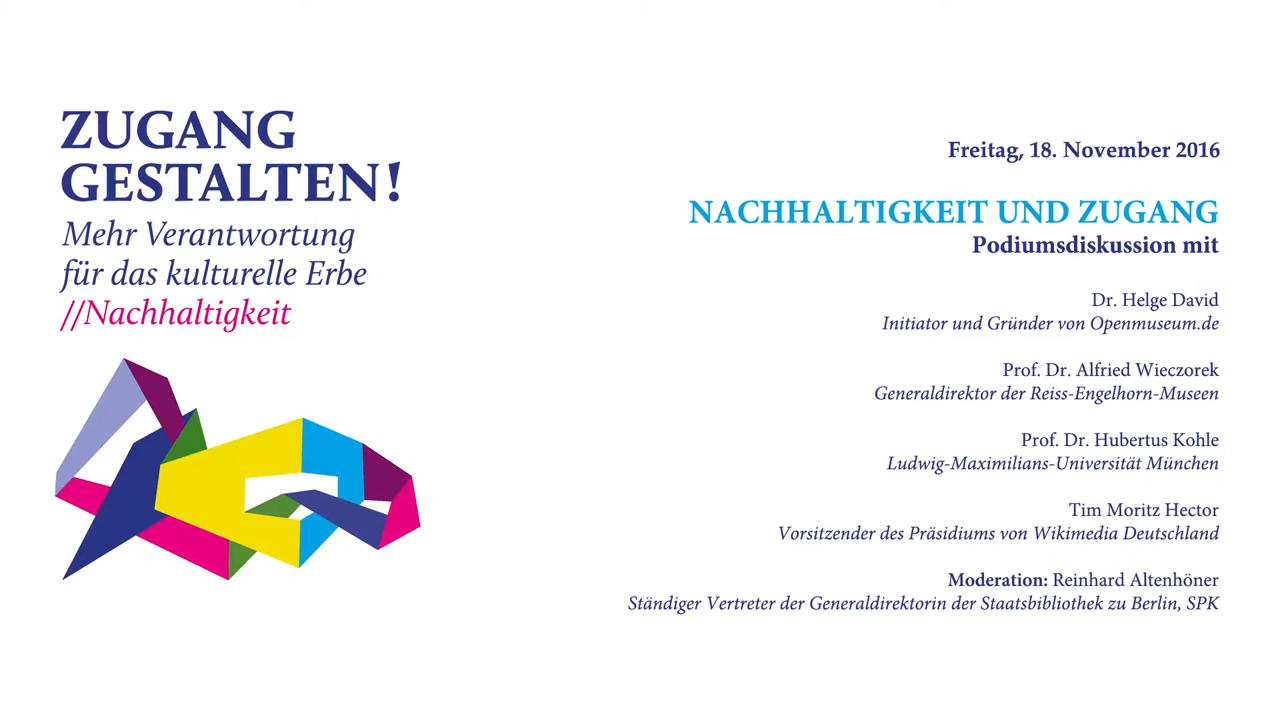 ZUGANG
GESTALTEN!
Mehr Verantwortung
für das kulturelle Erbe
//Nachhaltigkeit
Freitag, 18. November 2016
NACHHALTIGKEIT UND ZUGANG
Podiumsdiskussion mit
Dr. Helge David
Initiator und Gründer von Openmuseum.de
Prof. Dr. Alfried Wieczorek
Generaldirektor der Reiss-Engelhorn-Museen
Prof. Dr. Hubertus Kohle
Ludwig-Maximilians-Universität München
Tim Moritz Hector
Vorsitzender des Präsidiums von Wikimedia Deutschland
Moderation: Reinhard Altenhöner
Ständiger Vertreter der Generaldirektorin der Staatsbibliothek zu Berlin, SPK